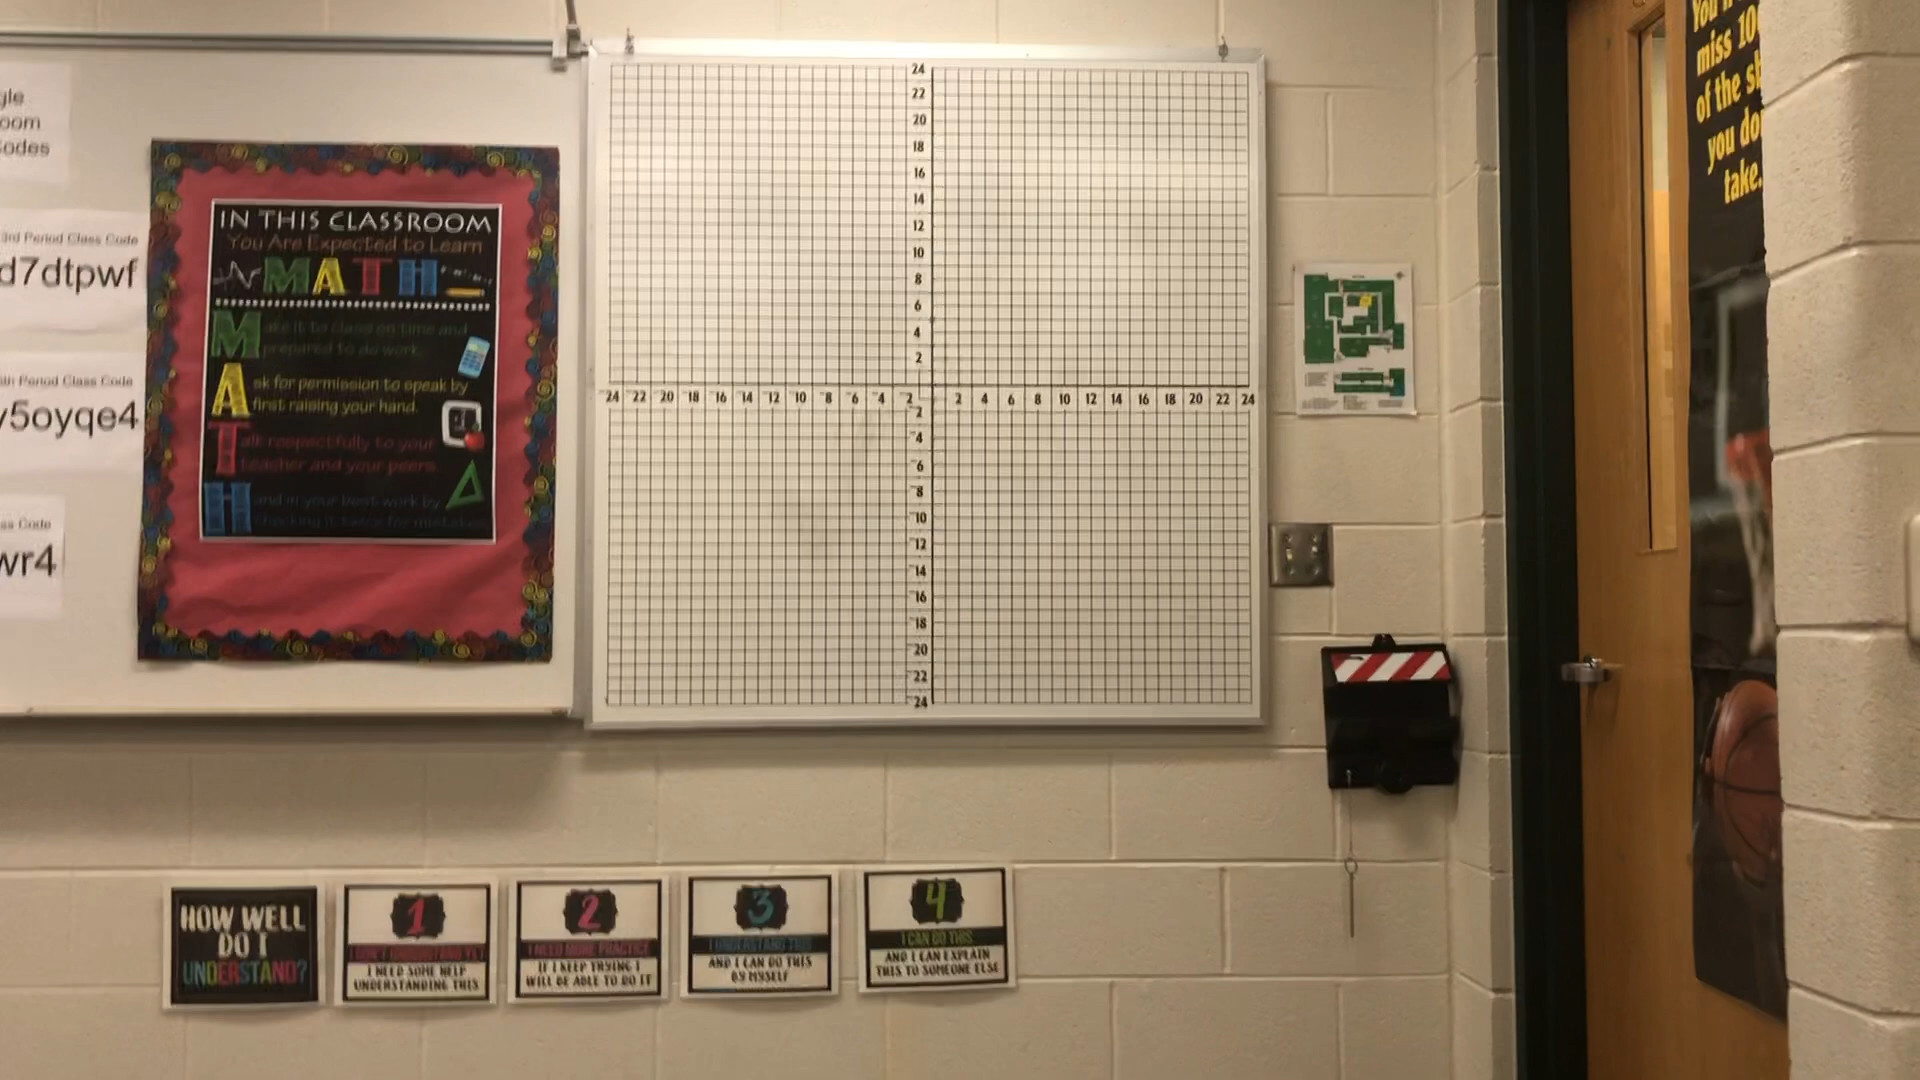 gle
oom
odes
3rd Period Class Code
d7dtpwf
th Period Class Code
y5oyqe4
ss Code
wr4
IN THIS CLASSROOM
You Are Expected to Learn
MATH
Make it to class on time and
prepared to do work.
Ask for permission to speak by
first raising your hand.
Talk respectfully to your
teacher and your peers.
Hand in your best work by
checking it twice for mistakes
24
22
20
18
16
14
12
10
8
6
4
2
-24 -22 -20 -18 -16 -14 -12 -10 -8 -6 -4 -2 2 4 6 8 10 12 14 16 18 20 22 24
-2
-4
-6
-8
-10
-12
-14
-16
-18
-20
-22
-24
You
miss 10
of the s
you do
take.
HOW WELL
DO I
UNDERSTAND?
1
I DON'T UNDERSTAND YET
I NEED SOME HELP
UNDERSTANDING THIS
2
I NEED MORE PRACTICE
IF I KEEP TRYING I
WILL BE ABLE TO DO IT
3
I UNDERSTAND THIS
AND I CAN DO THIS
BY MYSELF
4
I CAN DO THIS
AND I CAN EXPLAIN
THIS TO SOMEONE ELSE